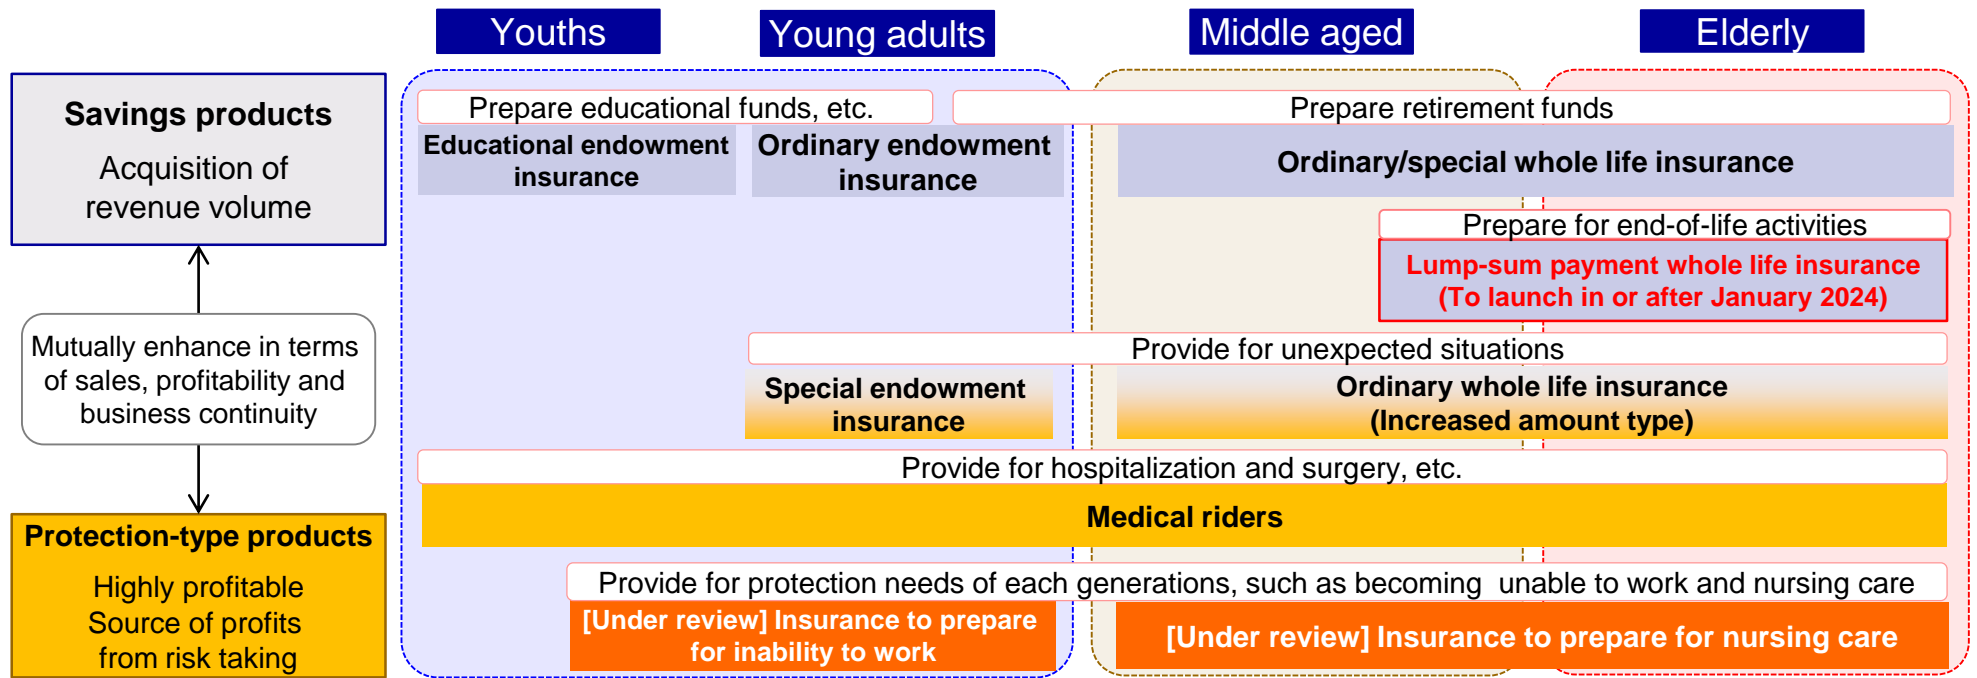 Youths
Young adults
Middle aged
Elderly
Savings products
Acquisition of
revenue volume
Mutually enhance in terms
of sales, profitability and
business continuity
Protection-type products
Highly profitable
Source of profits
from risk taking
Prepare educational funds, etc.
Prepare retirement funds
Educational endowment
insurance
Ordinary endowment
insurance
Ordinary/special whole life insurance
Prepare for end-of-life activities
Lump-sum payment whole life insurance
(To launch in or after January 2024)
Provide for unexpected situations
Special endowment
insurance
Ordinary whole life insurance
(Increased amount type)
Provide for hospitalization and surgery, etc.
Medical riders
Provide for protection needs of each generations, such as becoming  unable to work and nursing care
[Under review] Insurance to prepare
for inability to work
[Under review] Insurance to prepare for nursing care